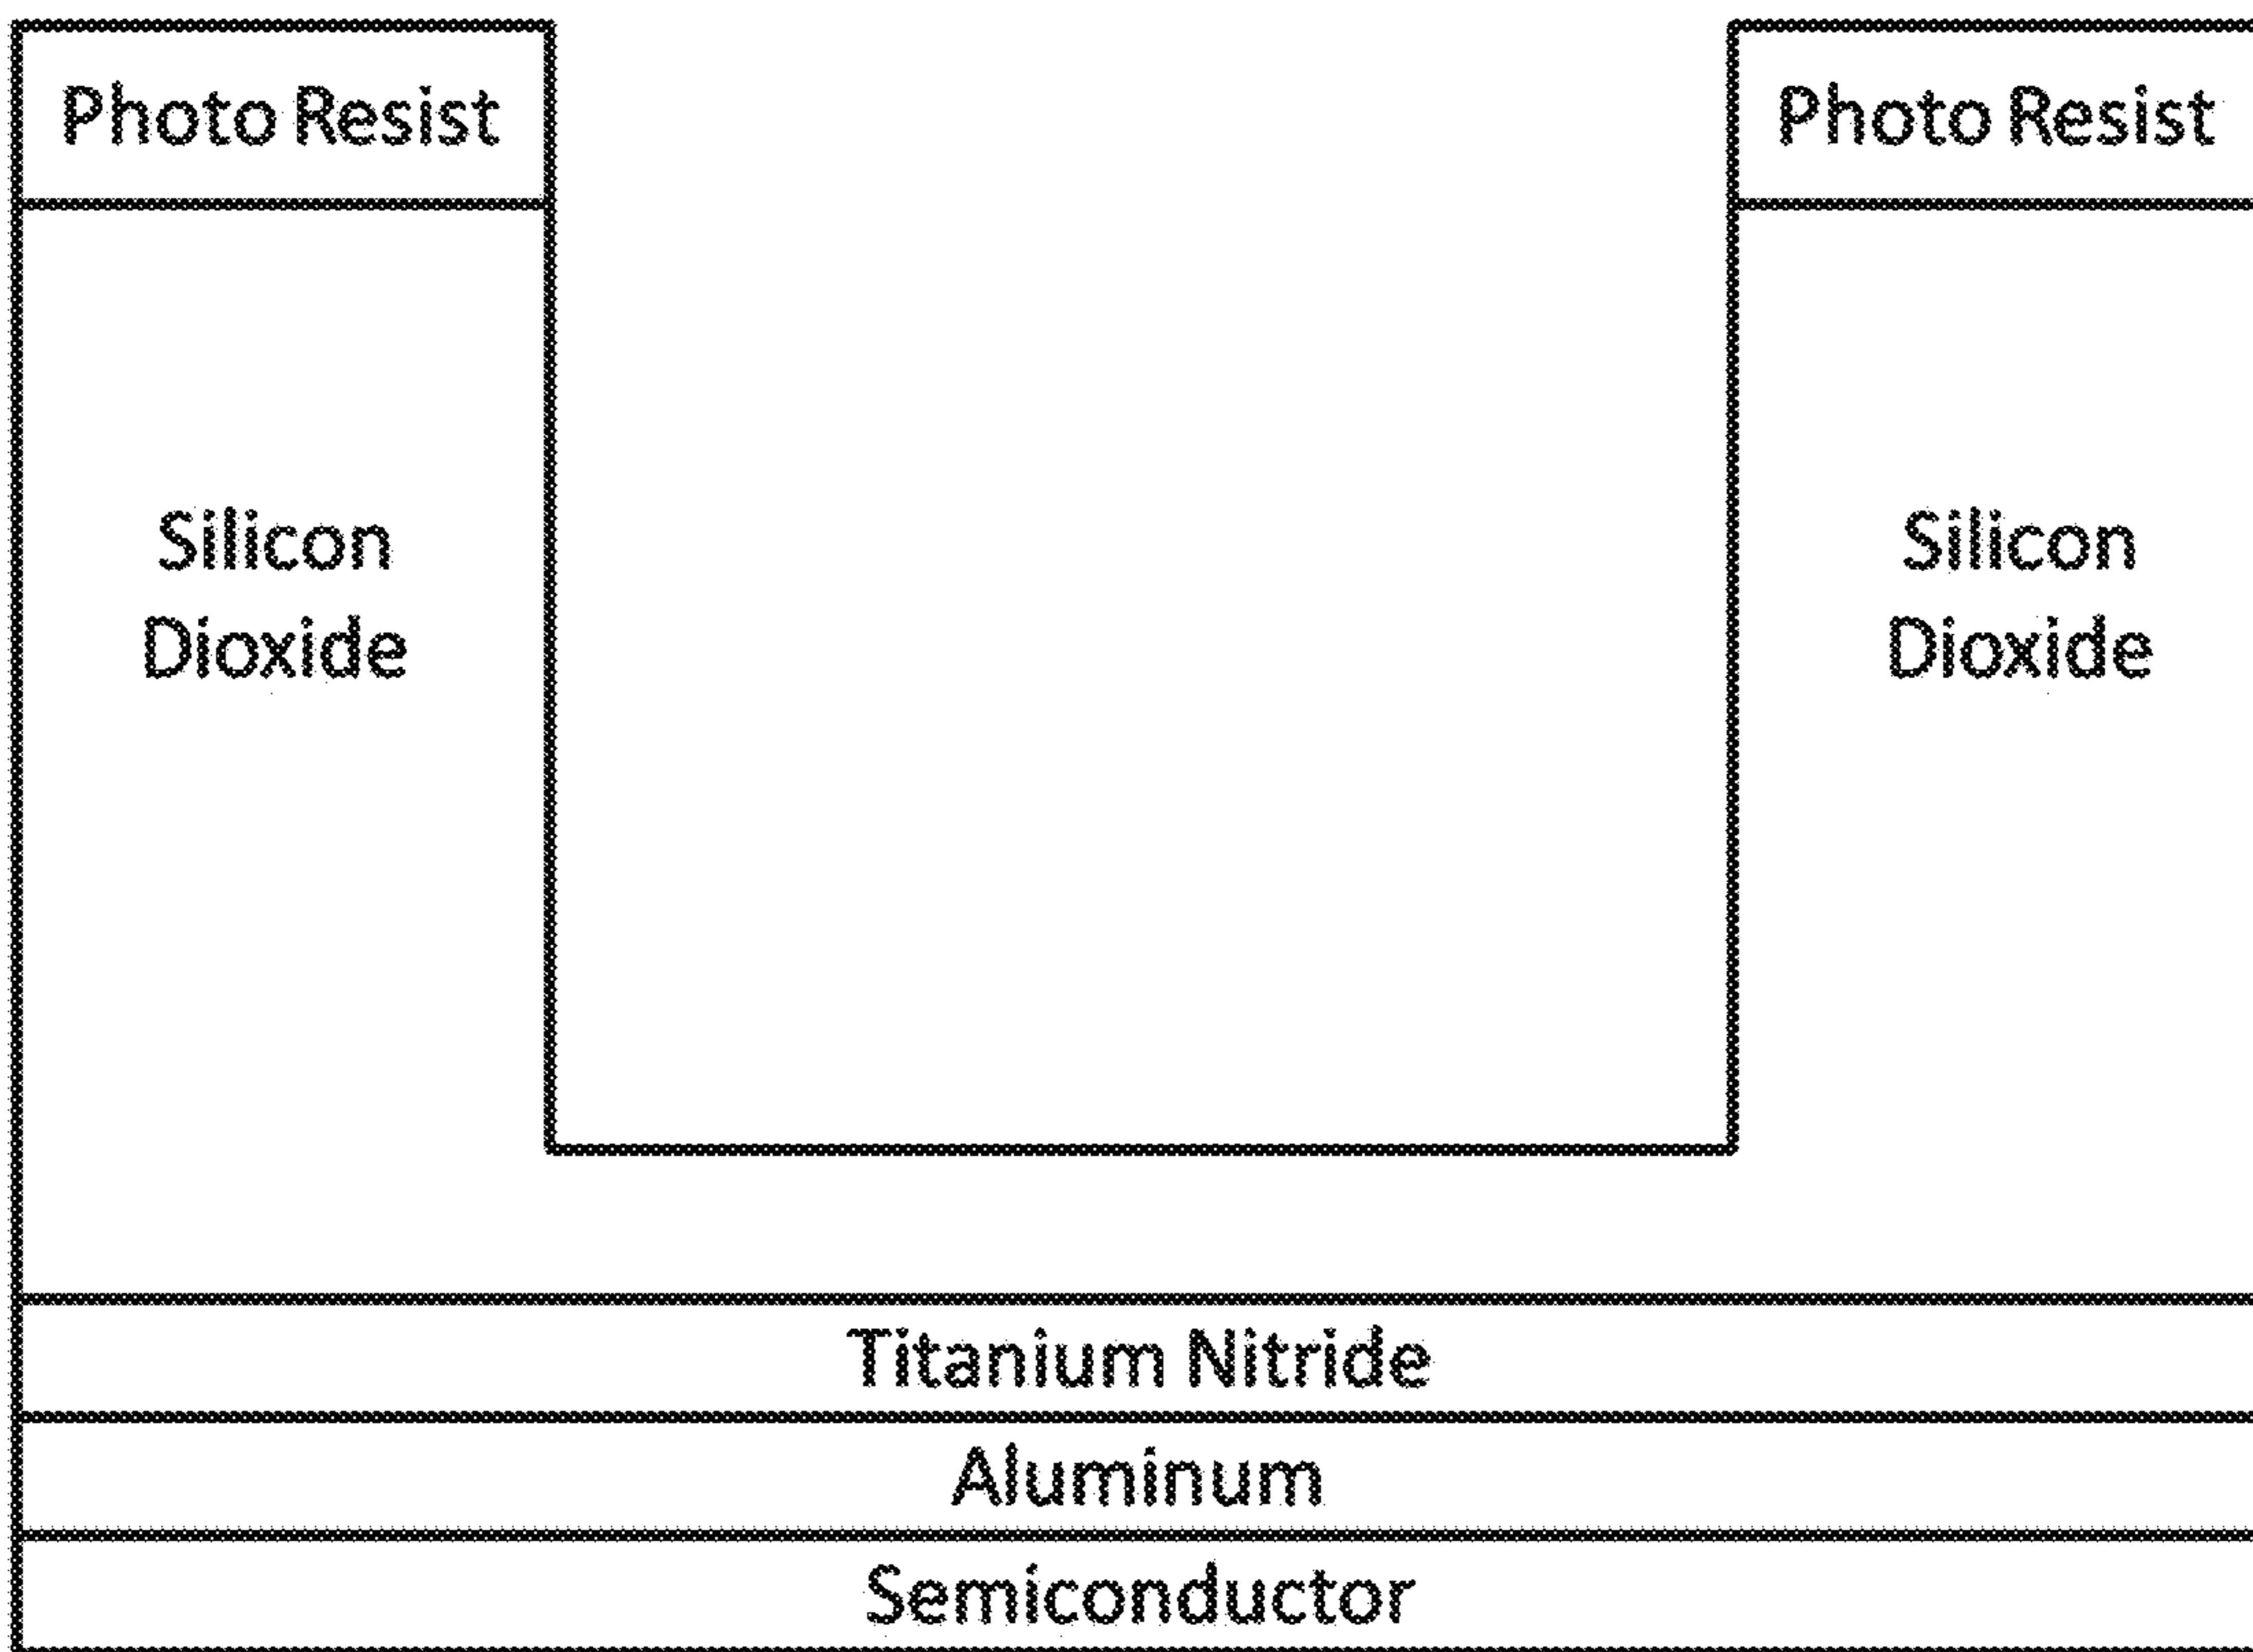 Photo Resist
Photo Resist
Silicon
Dioxide
Silicon
Dioxide
Titanium Nitride
Aluminum
Semiconductor